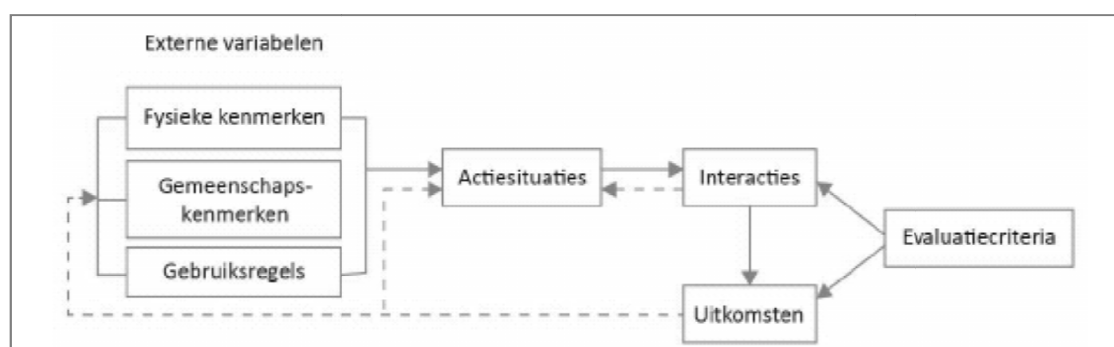 Externe variabelen
Fysieke kenmerken
Gemeenschaps-
kenmerken
Gebruiksregels
Actiesituaties
Interacties
Evaluatiecriteria
Uitkomsten